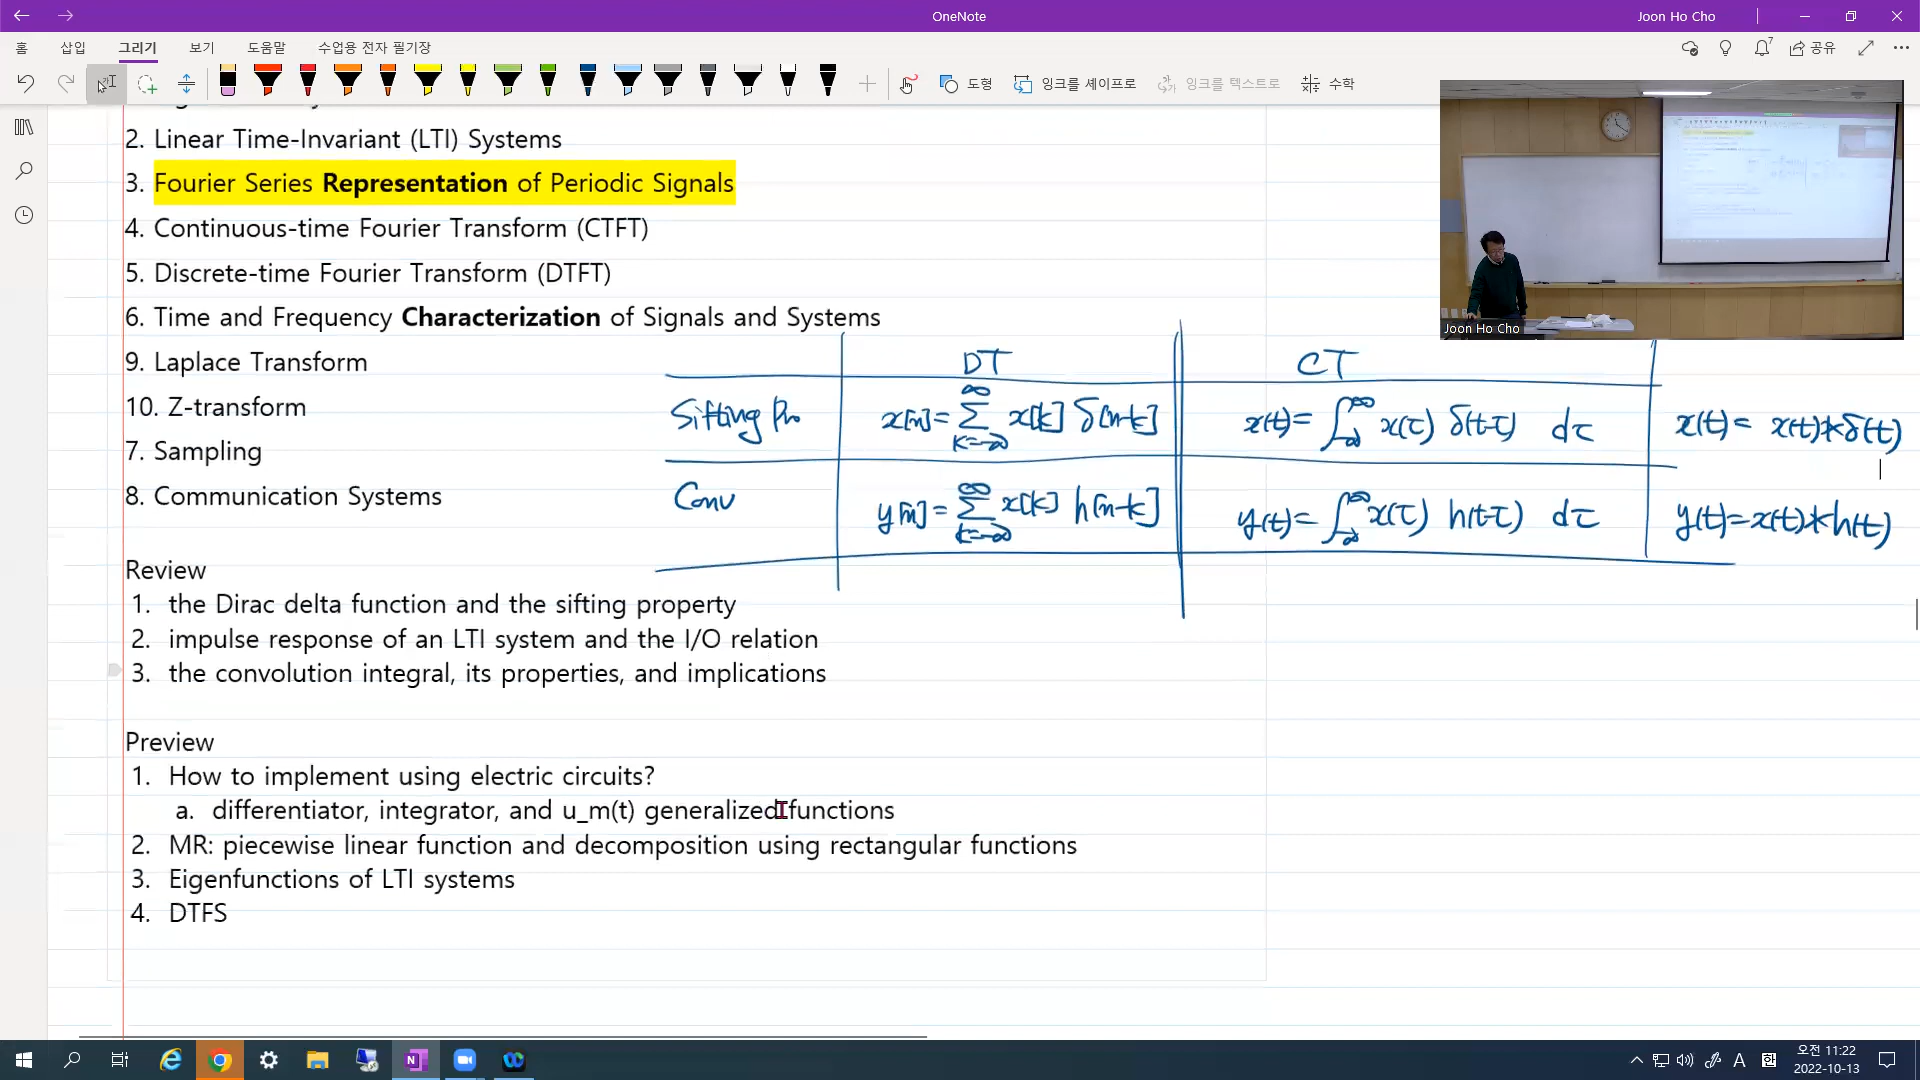 OneNote
Joon Ho Cho
홈 삽입 그리기 보기 도움말 수업용 전자 필기장
공유
도형 잉크를 셰이프로 잉크를 텍스트로 수학
2. Linear Time-Invariant (LTI) Systems
3. Fourier Series Representation of Periodic Signals
4. Continuous-time Fourier Transform (CTFT)
5. Discrete-time Fourier Transform (DTFT)
6. Time and Frequency Characterization of Signals and Systems
9. Laplace Transform
10. Z-transform
7. Sampling
8. Communication Systems
Joon Ho Cho
DT CT
Sifting Pro x[n]=∑_{k=-∞}^{∞} x[k] δ[n-k] x(t)=∫_{-∞}^{∞} x(τ) δ(t-τ) dτ x(t)= x(t)*δ(t)
Conv y[n]=∑_{k=-∞}^{∞} x[k] h[n-k] y(t)=∫_{-∞}^{∞} x(τ) h(t-τ) dτ y(t)=x(t)*h(t)
Review
1. the Dirac delta function and the sifting property
2. impulse response of an LTI system and the I/O relation
3. the convolution integral, its properties, and implications
Preview
1. How to implement using electric circuits?
a. differentiator, integrator, and u_m(t) generalized functions
2. MR: piecewise linear function and decomposition using rectangular functions
3. Eigenfunctions of LTI systems
4. DTFS
A 한 오전 11:22
2022-10-13